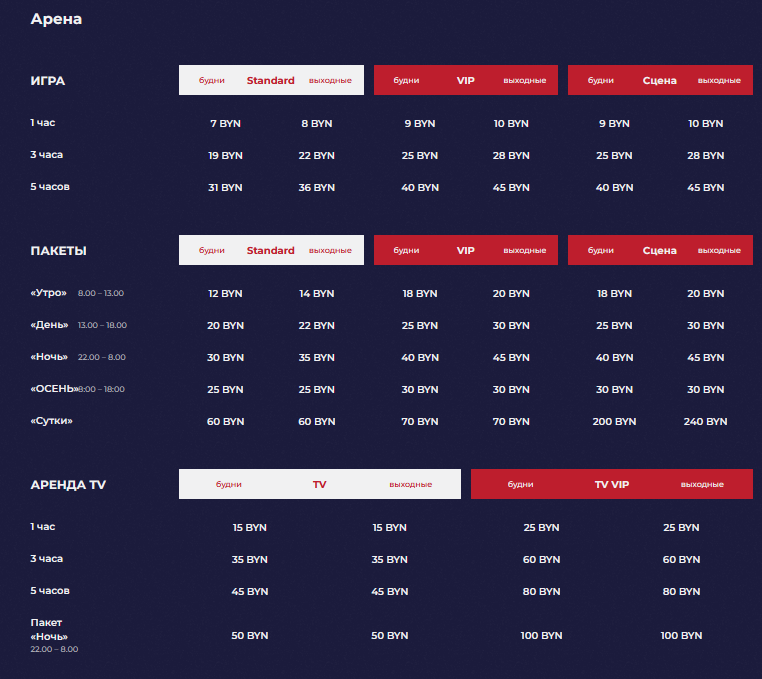 Арена
ИГРА будни Standard выходные будни VIP выходные будни Сцена выходные
1 час 7 BYN 8 BYN 9 BYN 10 BYN 9 BYN 10 BYN
3 часа 19 BYN 22 BYN 25 BYN 28 BYN 25 BYN 28 BYN
5 часов 31 BYN 36 BYN 40 BYN 45 BYN 40 BYN 45 BYN
ПАКЕТЫ будни Standard выходные будни VIP выходные будни Сцена выходные
«Утро» 8.00 – 13.00 12 BYN 14 BYN 18 BYN 20 BYN 18 BYN 20 BYN
«День» 13.00 – 18.00 20 BYN 22 BYN 25 BYN 30 BYN 25 BYN 30 BYN
«Ночь» 22.00 – 8.00 30 BYN 35 BYN 40 BYN 45 BYN 40 BYN 45 BYN
«ОСЕНЬ» 8:00 – 18:00 25 BYN 25 BYN 30 BYN 30 BYN 30 BYN 30 BYN
«Сутки» 60 BYN 60 BYN 70 BYN 70 BYN 200 BYN 240 BYN
АРЕНДА TV будни TV выходные будни TV VIP выходные
1 час 15 BYN 15 BYN 25 BYN 25 BYN
3 часа 35 BYN 35 BYN 60 BYN 60 BYN
5 часов 45 BYN 45 BYN 80 BYN 80 BYN
Пакет
«Ночь» 50 BYN 50 BYN 100 BYN 100 BYN
22.00 – 8.00